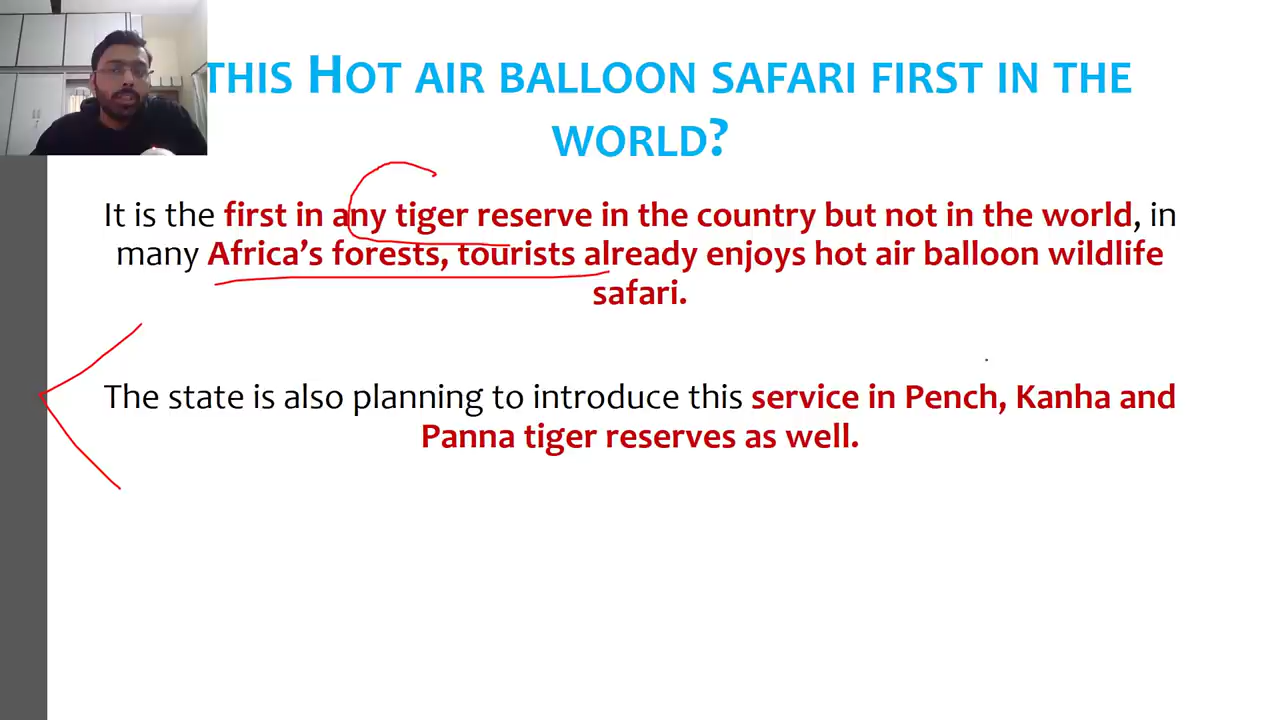 THIS HOT AIR BALLOON SAFARI FIRST IN THE
WORLD?
It is the first in any tiger reserve in the country but not in the world, in
many Africa's forests, tourists already enjoys hot air balloon wildlife
safari.
The state is also planning to introduce this service in Pench, Kanha and
Panna tiger reserves as well.